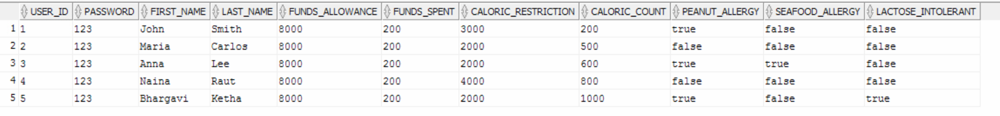 USER_ID PASSWORD FIRST_NAME LAST_NAME FUNDS_ALLOWANCE FUNDS_SPENT CALORIC_RESTRICTION CALORIC_COUNT PEANUT_ALLERGY SEAFOOD_ALLERGY LACTOSE_INTOLERANT
1 1 123 John Smith 8000 200 3000 200 true false false
2 2 123 Maria Carlos 8000 200 2000 500 false false false
3 3 123 Anna Lee 8000 200 2000 600 true true false
4 4 123 Naina Raut 8000 200 4000 800 false false false
5 5 123 Bhargavi Ketha 8000 200 2000 1000 true false true